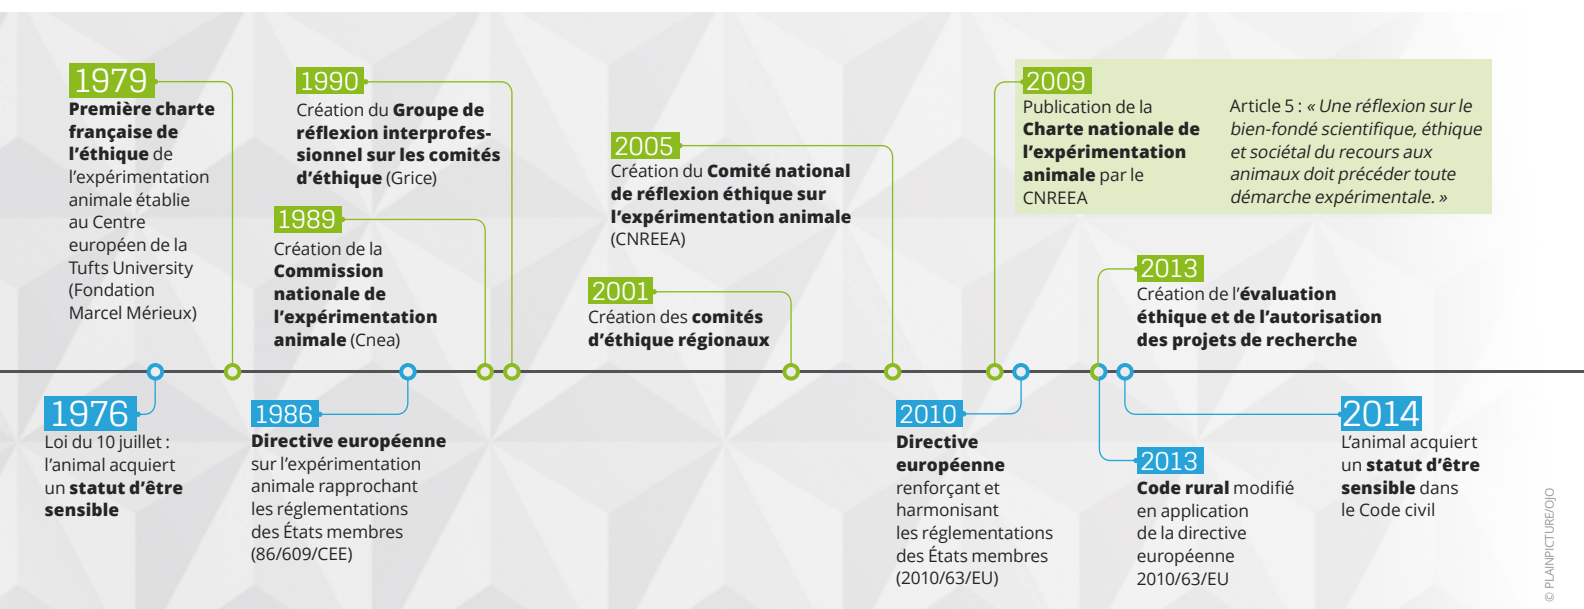 1979
Première charte
française de
l’éthique de
l’expérimentation
animale établie
au Centre
européen de la
Tufts University
(Fondation
Marcel Mérieux)
1990
Création du Groupe de
réflexion interprofes-
sionnel sur les comités
d’éthique (Grice)
1989
Création de la
Commission
nationale de
l’expérimentation
animale (Cnea)
2005
Création du Comité national
de réflexion éthique sur
l’expérimentation animale
(CNREEA)
2001
Création des comités
d’éthique régionaux
2009
Publication de la
Charte nationale de
l’expérimentation
animale par le
CNREEA
Article 5 : « Une réflexion sur le
bien-fondé scientifique, éthique
et sociétal du recours aux
animaux doit précéder toute
démarche expérimentale. »
2013
Création de l’évaluation
éthique et de l’autorisation
des projets de recherche
1976
Loi du 10 juillet :
l’animal acquiert
un statut d’être
sensible
1986
Directive européenne
sur l’expérimentation
animale rapprochant
les réglementations
des États membres
(86/609/CEE)
2010
Directive
européenne
renforçant et
harmonisant
les réglementations
des États membres
(2010/63/EU)
2013
Code rural modifié
en application
de la directive
européenne
2010/63/EU
2014
L’animal acquiert
un statut d’être
sensible dans
le Code civil
© PLAINPICTURE/OJO